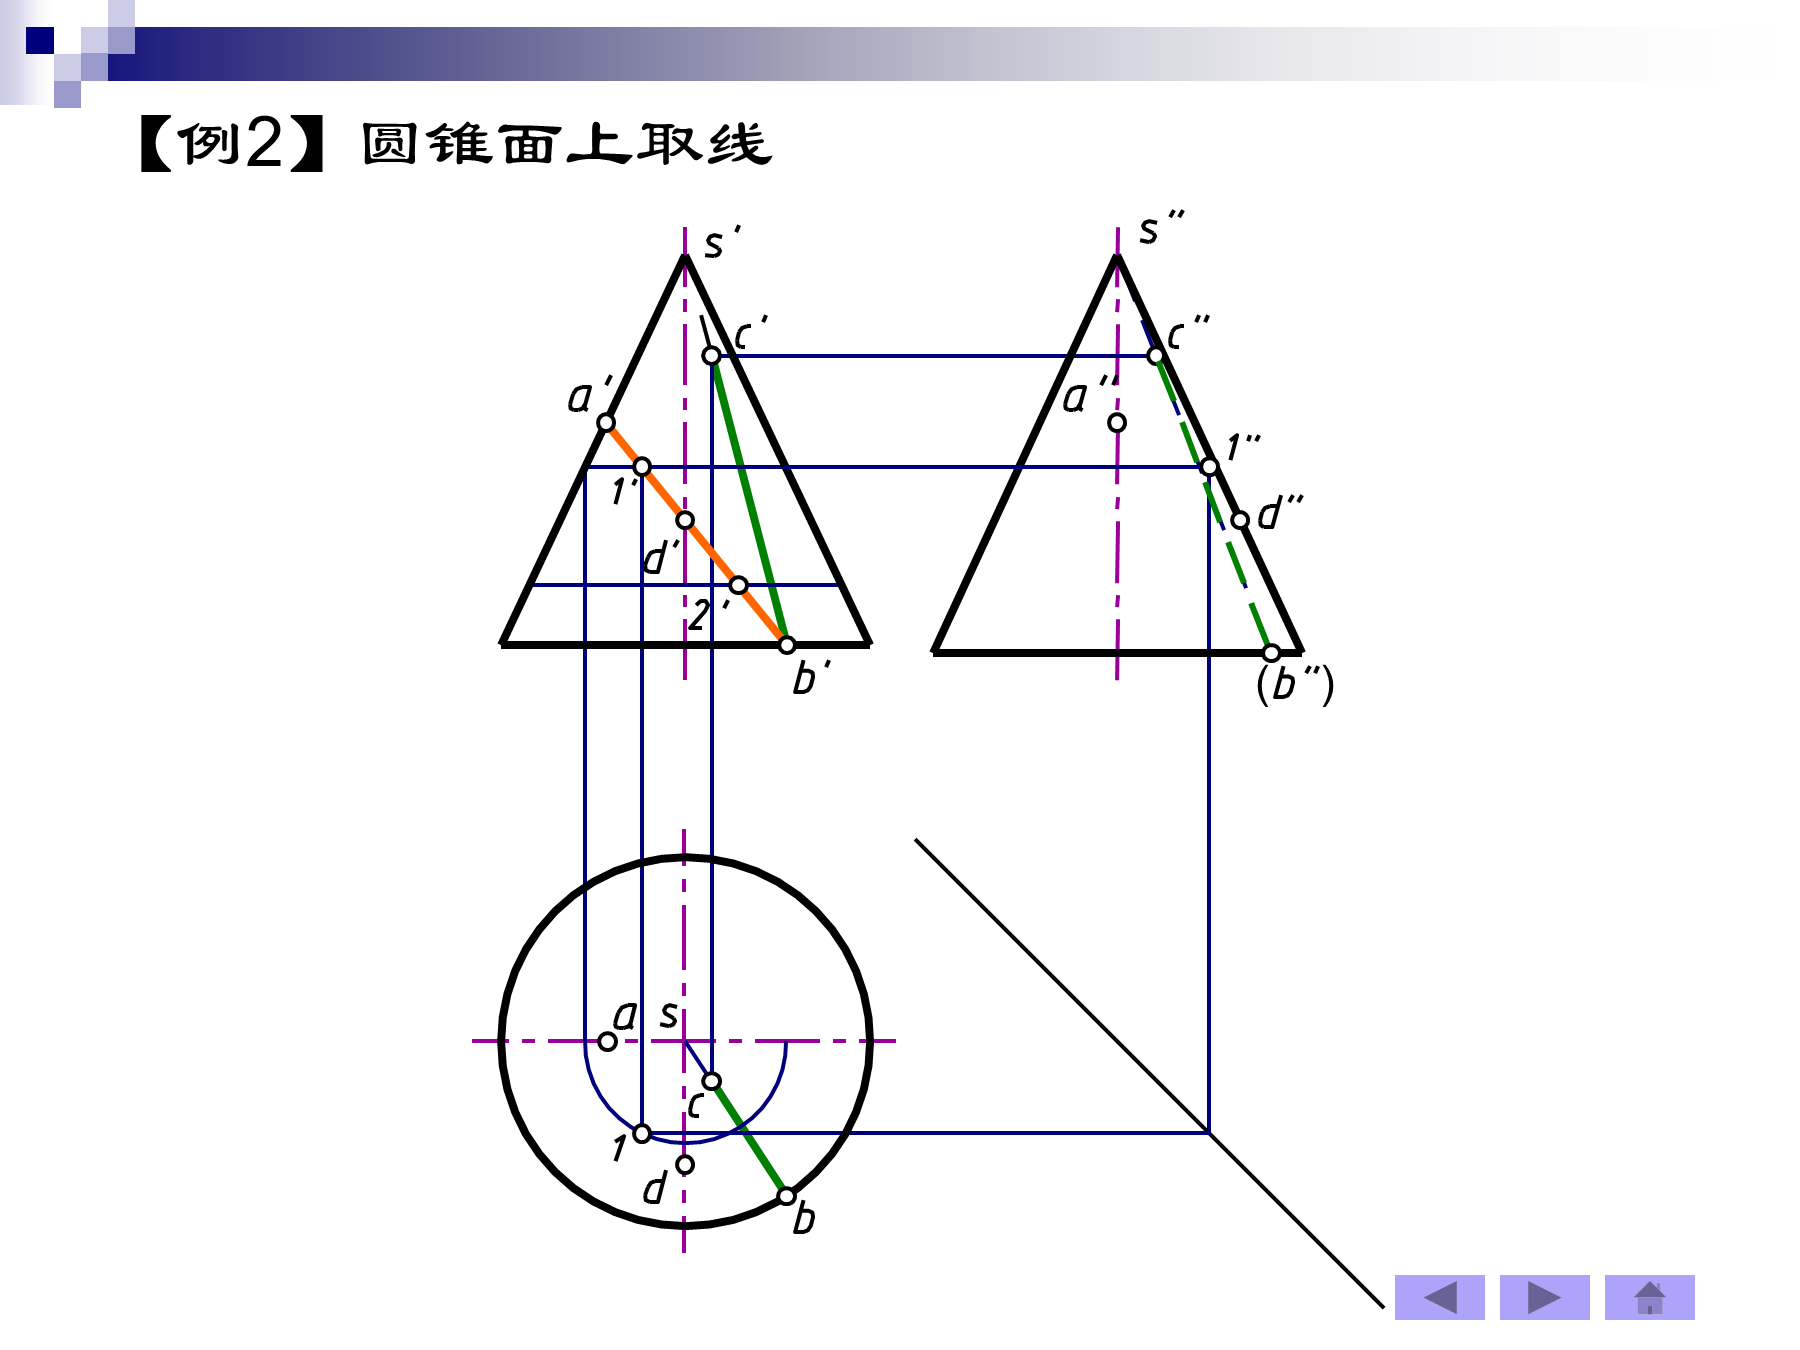 【例2】圆锥面上取线
s′ s″
c′ c″
a′ a″
1′ 1″
d′ d″
2′
b′ (b″)
a s
c
1
d
b